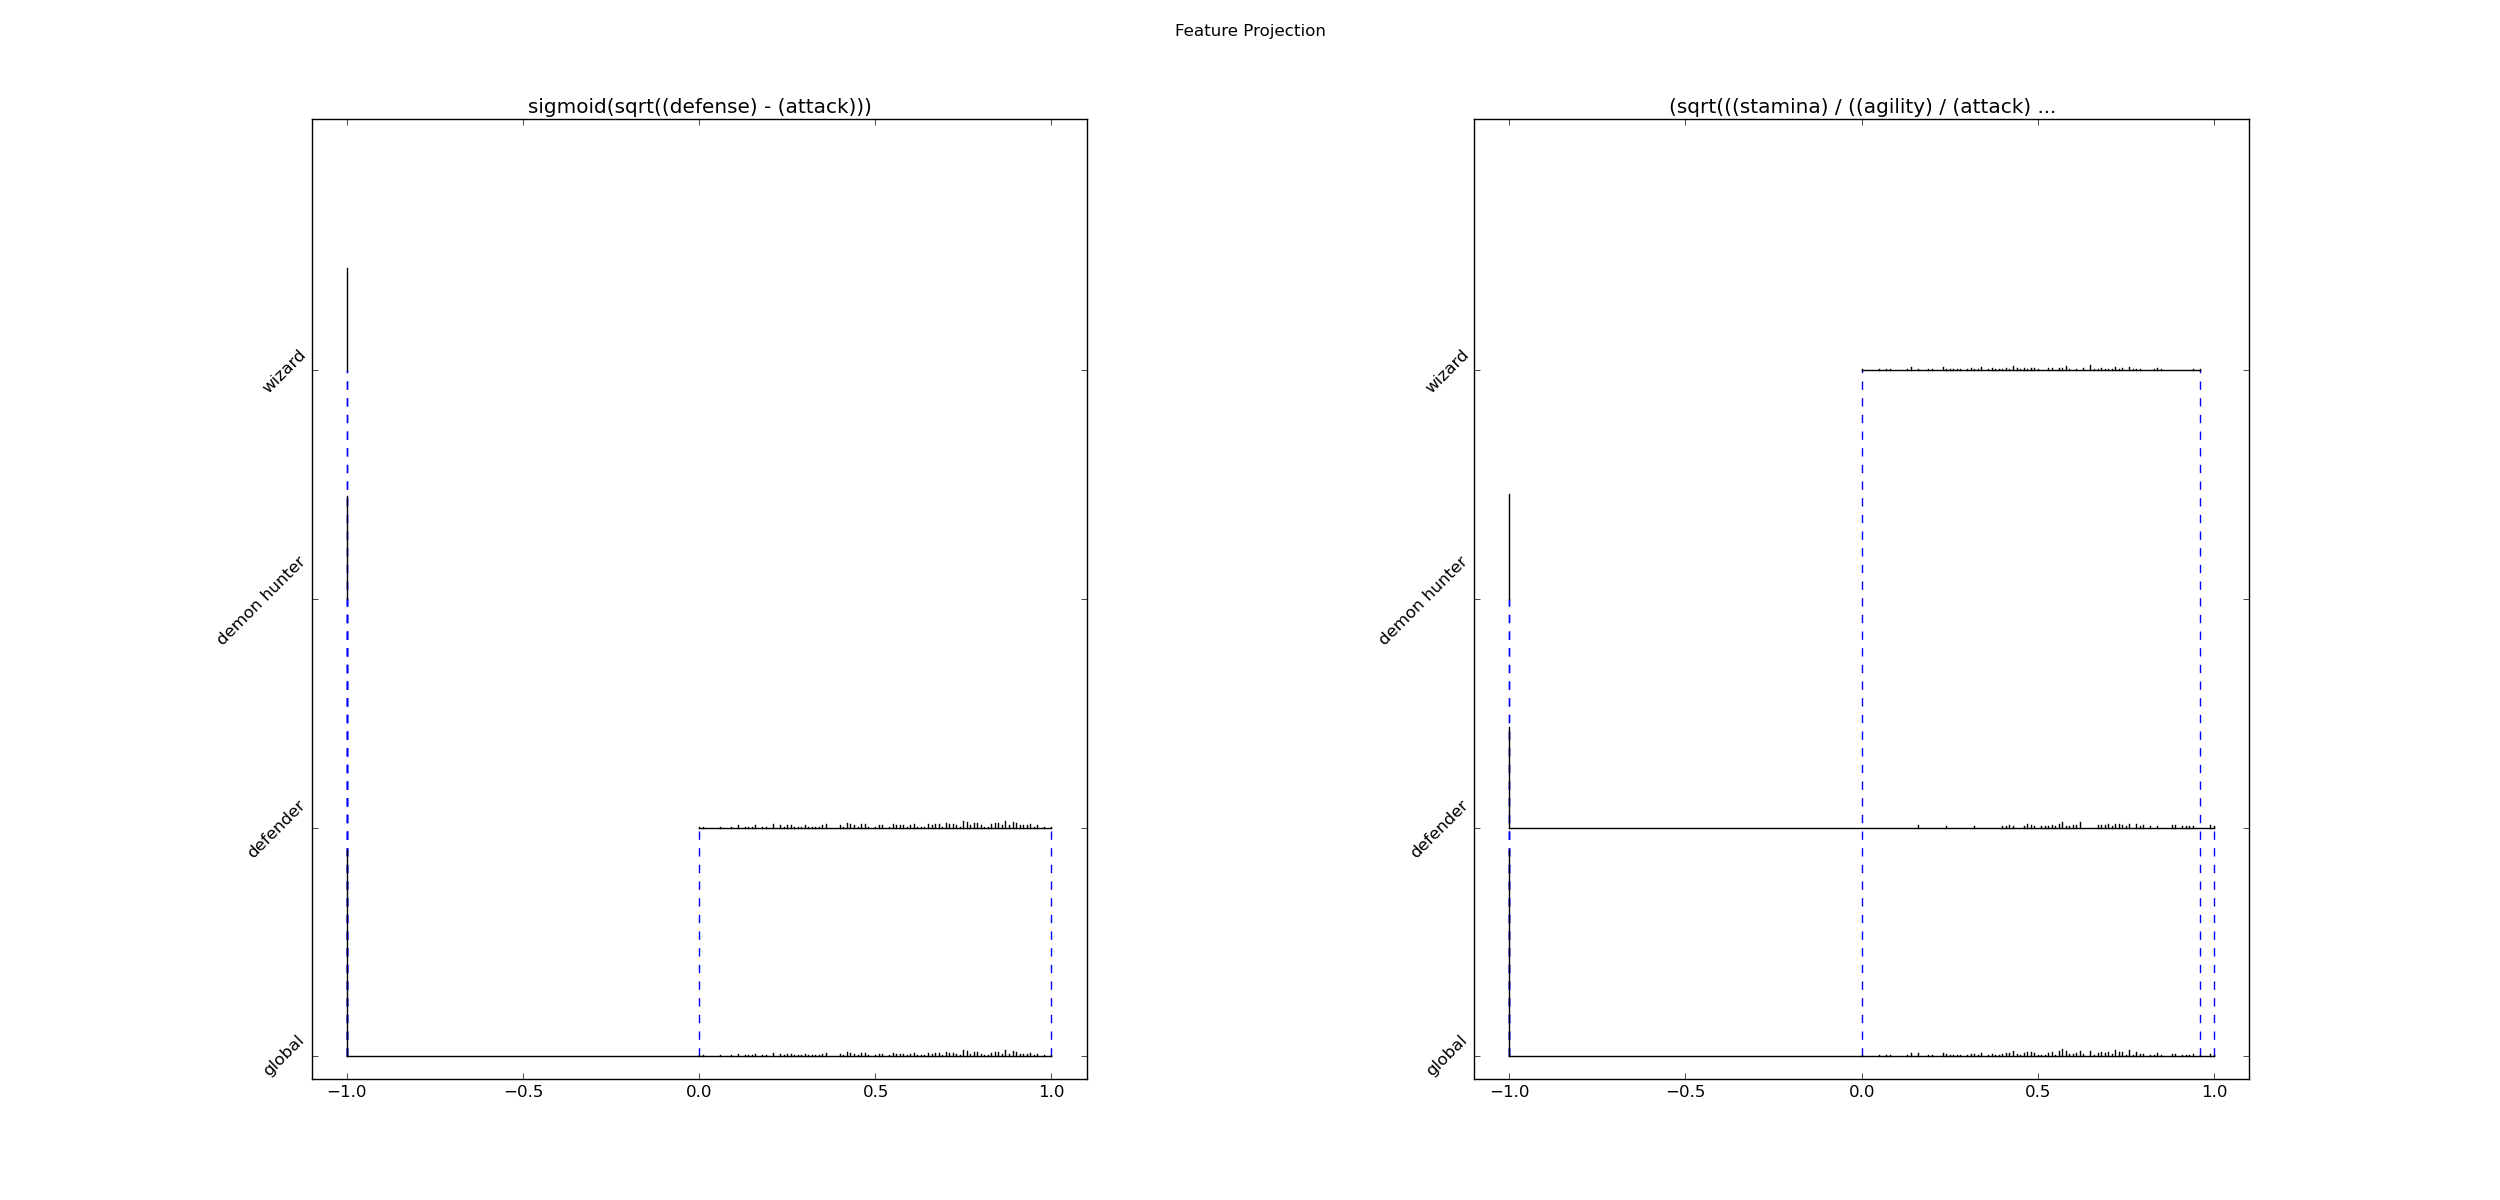 Feature Projection
sigmoid(sqrt((defense) - (attack)))
wizard
demon hunter
defender
global
−1.0 −0.5 0.0 0.5 1.0
(sqrt(((stamina) / ((agility) / (attack) ...
wizard
demon hunter
defender
global
−1.0 −0.5 0.0 0.5 1.0